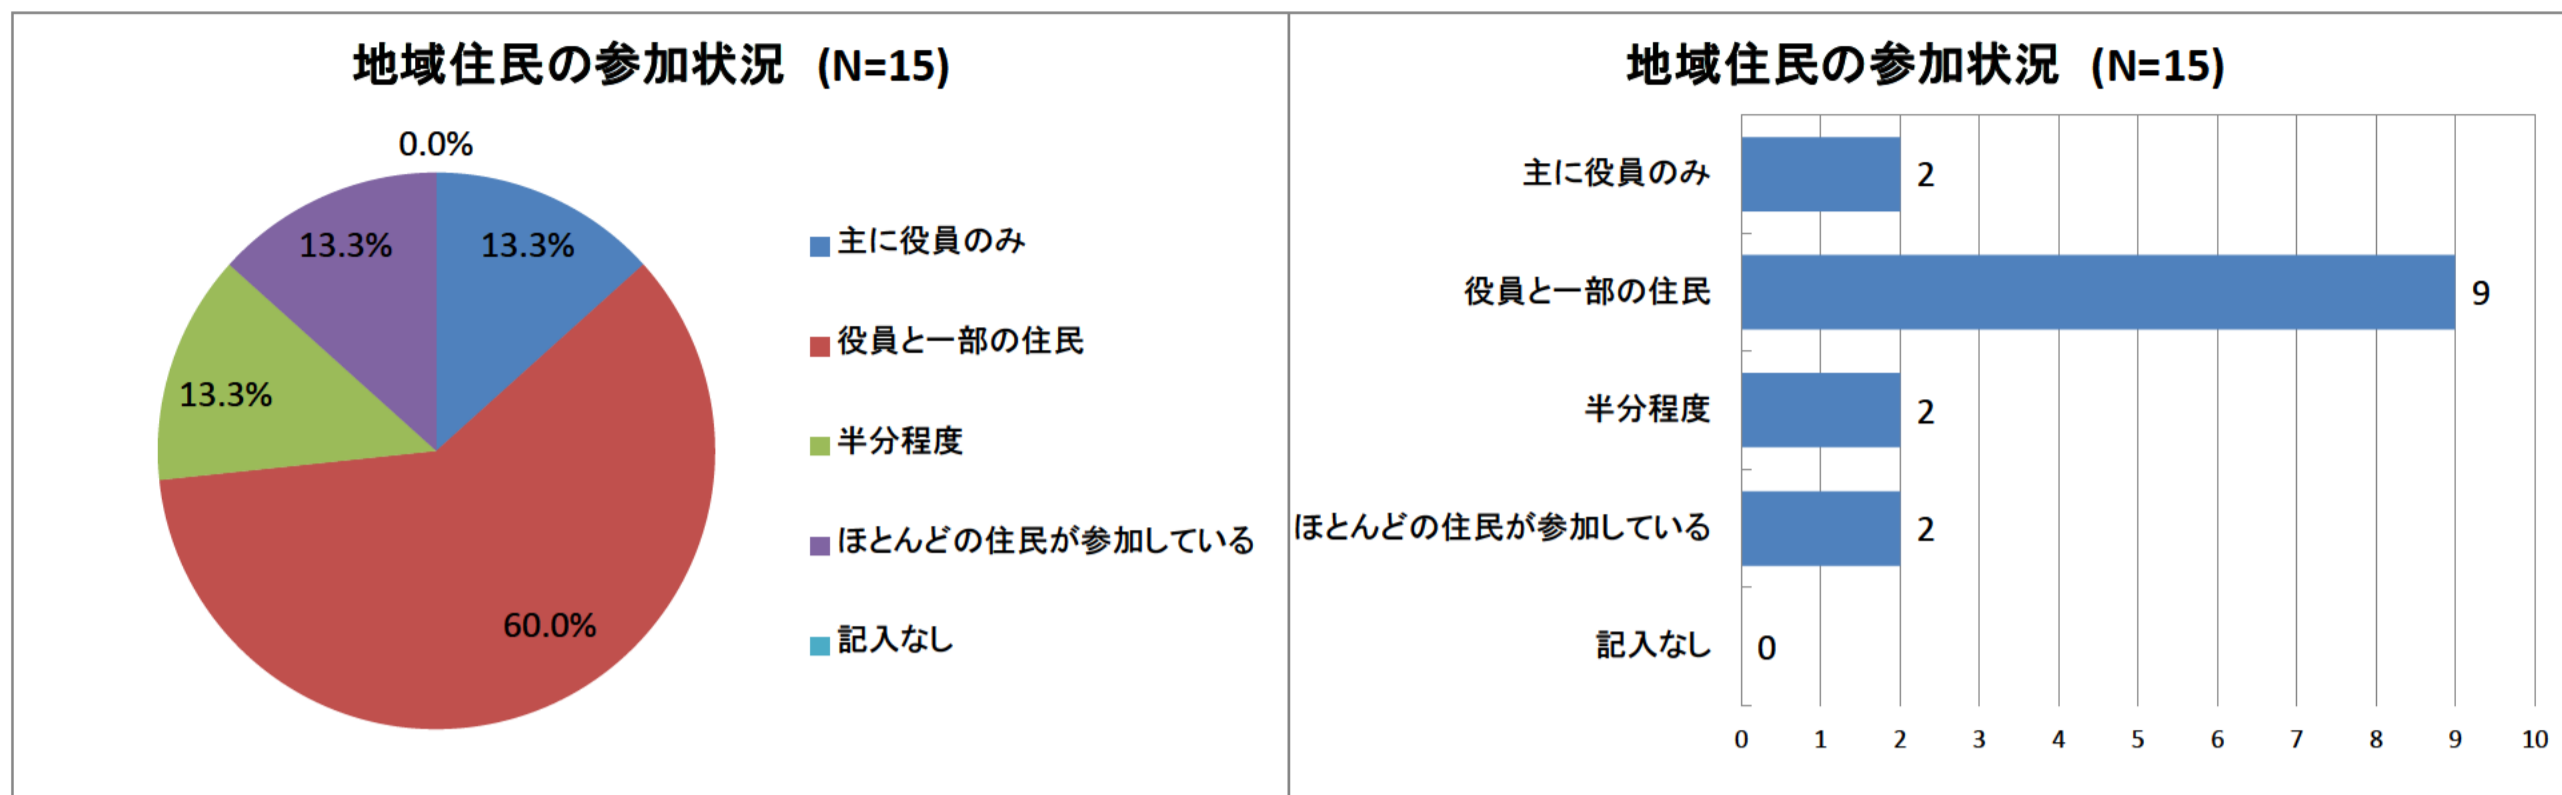 地域住民の参加状況 (N=15)
0.0%
13.3%
13.3%
13.3%
60.0%
主に役員のみ
役員と一部の住民
半分程度
ほとんどの住民が参加している
記入なし
地域住民の参加状況 (N=15)
主に役員のみ 2
役員と一部の住民 9
半分程度 2
ほとんどの住民が参加している 2
記入なし 0
0 1 2 3 4 5 6 7 8 9 10